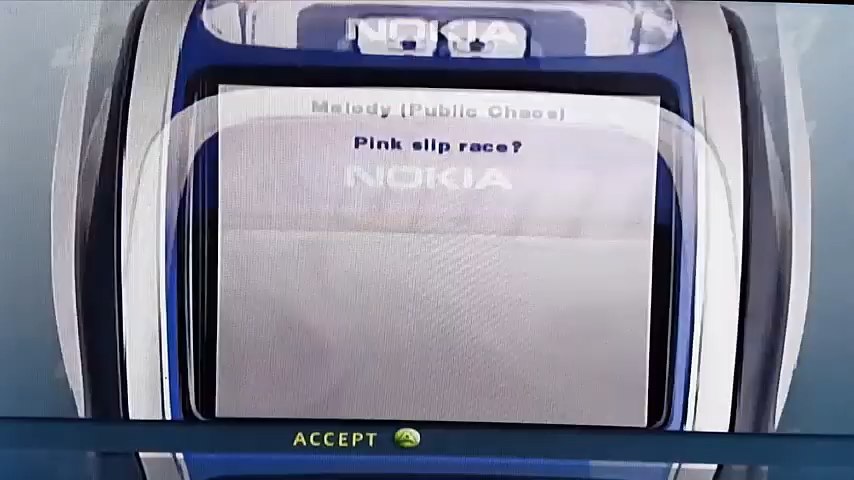 NOKIA
Melody (Public Chaos)
Pink slip race?
NOKIA
ACCEPT